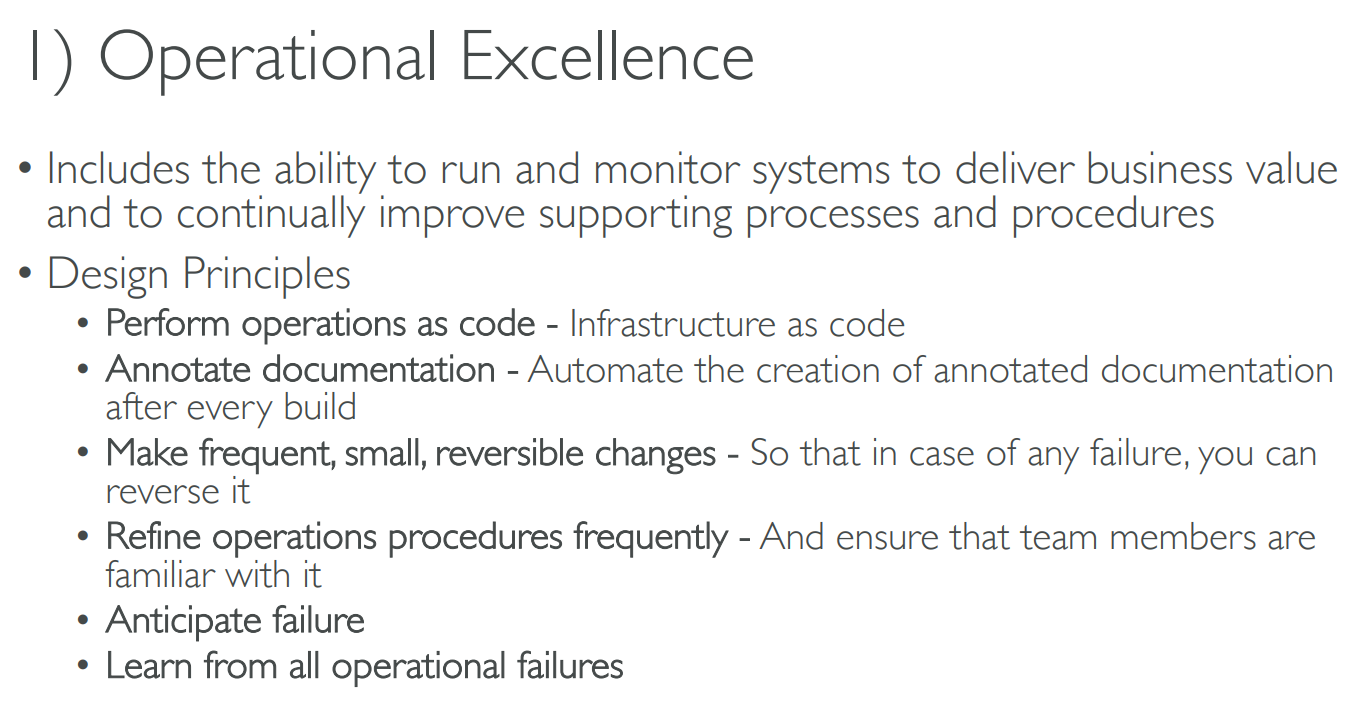 1) Operational Excellence
• Includes the ability to run and monitor systems to deliver business value
and to continually improve supporting processes and procedures
• Design Principles
• Perform operations as code - Infrastructure as code
• Annotate documentation - Automate the creation of annotated documentation
after every build
• Make frequent, small, reversible changes - So that in case of any failure, you can
reverse it
• Refine operations procedures frequently - And ensure that team members are
familiar with it
• Anticipate failure
• Learn from all operational failures